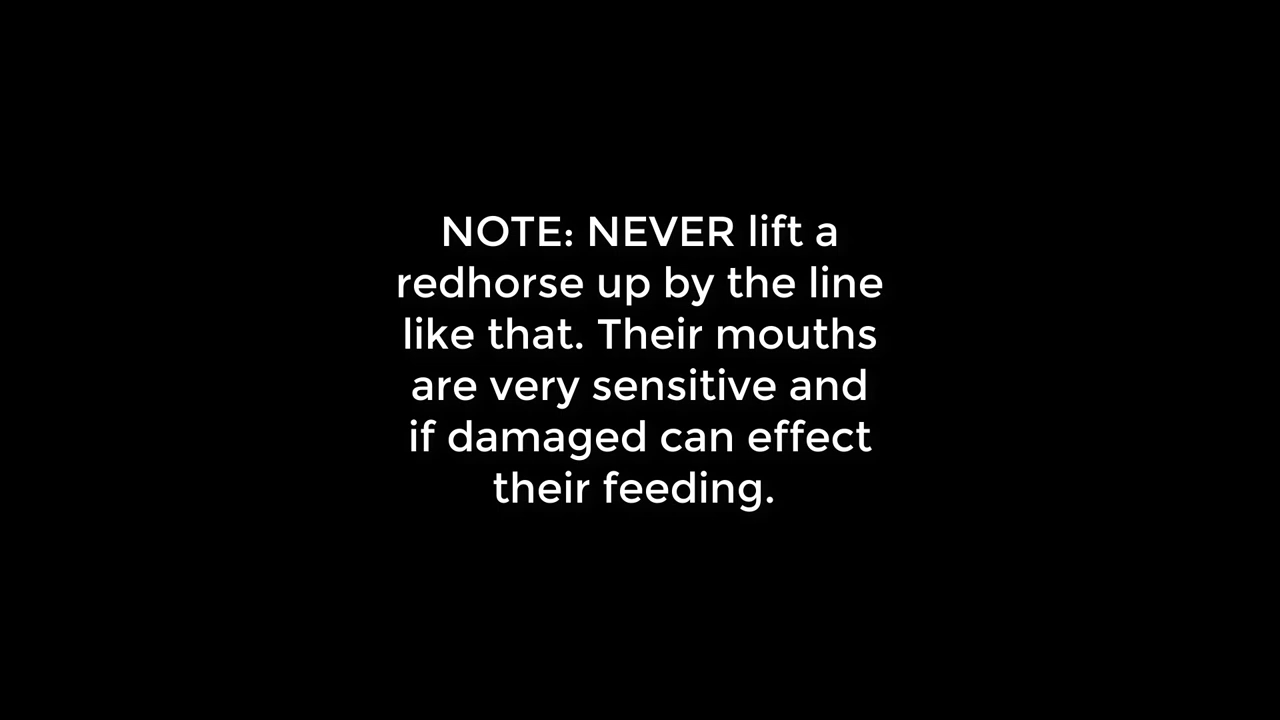 NOTE: NEVER lift a
redhorse up by the line
like that. Their mouths
are very sensitive and
if damaged can effect
their feeding.